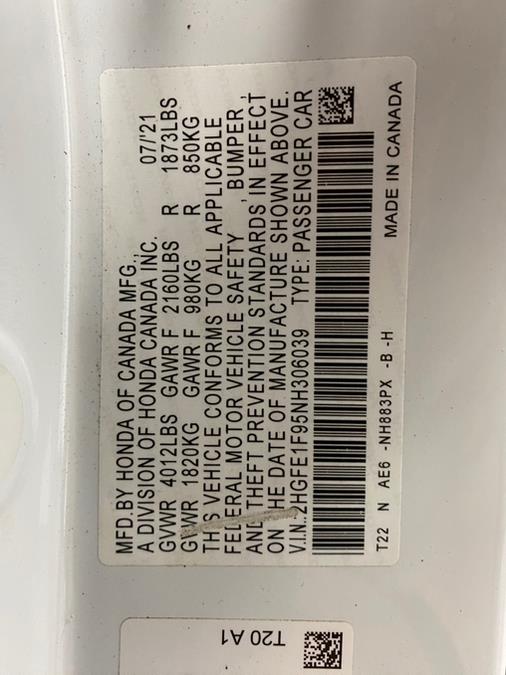 MFD.BY HONDA OF CANADA MFG.,
A DIVISION OF HONDA CANADA INC. 07/'21
GVWR 4012LBS GAWR F 2160LBS R 1873LBS
GVWR 1820KG GAWR F 980KG R 850KG
THIS VEHICLE CONFORMS TO ALL APPLICABLE
FEDERAL MOTOR VEHICLE SAFETY, BUMPER,
AND THEFT PREVENTION STANDARDS IN EFFECT
ON THE DATE OF MANUFACTURE SHOWN ABOVE.
V.I.N.:2HGFE1F95NH306039 TYPE: PASSENGER CAR
T22 N AE6 -NH883PX -B -H
MADE IN CANADA
T20 A1